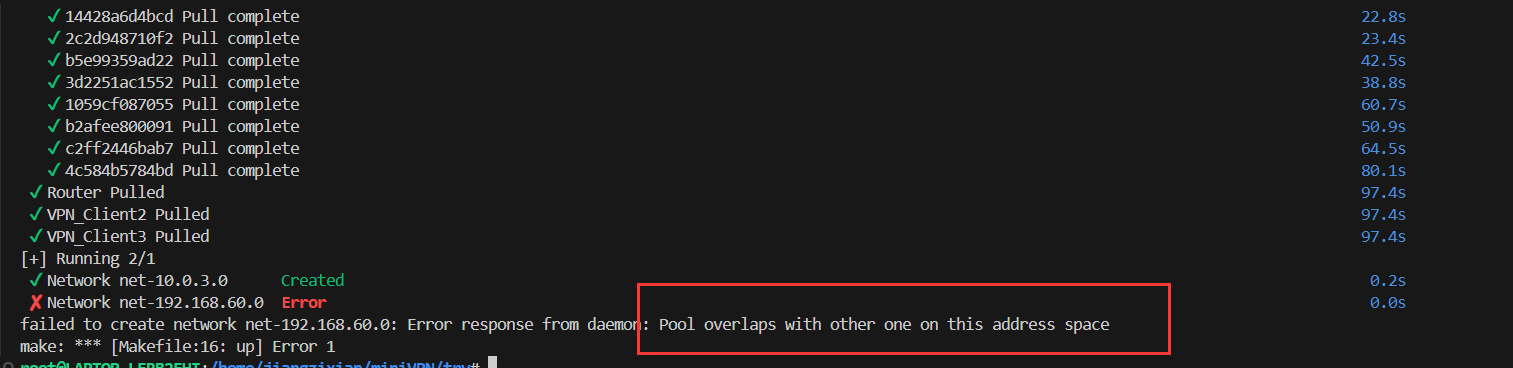 ✓ 14428a6d4bcd Pull complete 22.8s
✓ 2c2d948710f2 Pull complete 23.4s
✓ b5e99359ad22 Pull complete 42.5s
✓ 3d2251ac1552 Pull complete 38.8s
✓ 1059cf087055 Pull complete 60.7s
✓ b2afee800091 Pull complete 50.9s
✓ c2ff2446bab7 Pull complete 64.5s
✓ 4c584b5784bd Pull complete 80.1s
✓ Router Pulled 97.4s
✓ VPN_Client2 Pulled 97.4s
✓ VPN_Client3 Pulled 97.4s
[+] Running 2/1
✓ Network net-10.0.3.0 Created 0.2s
✗ Network net-192.168.60.0 Error 0.0s
failed to create network net-192.168.60.0: Error response from daemon: Pool overlaps with other one on this address space
make: *** [Makefile:16: up] Error 1